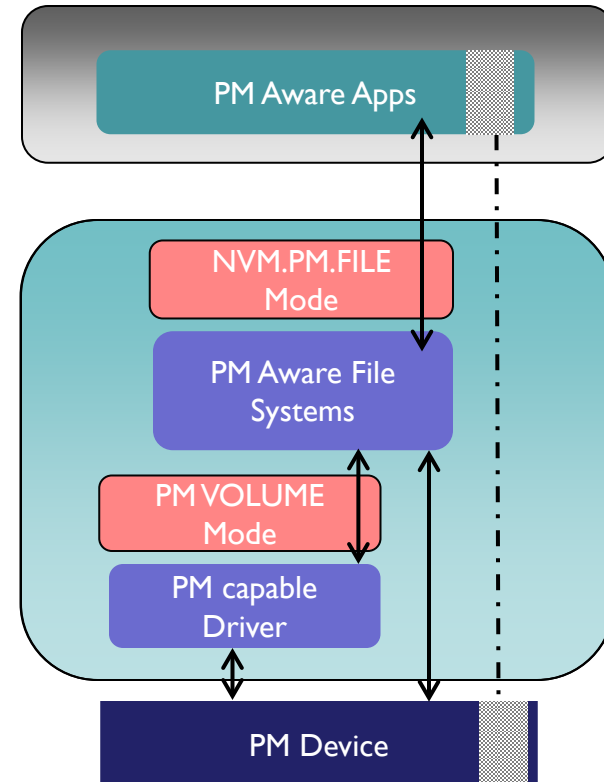 PM Aware Apps
NVM.PM.FILE
Mode
PM Aware File
Systems
PM VOLUME
Mode
PM capable
Driver
PM Device